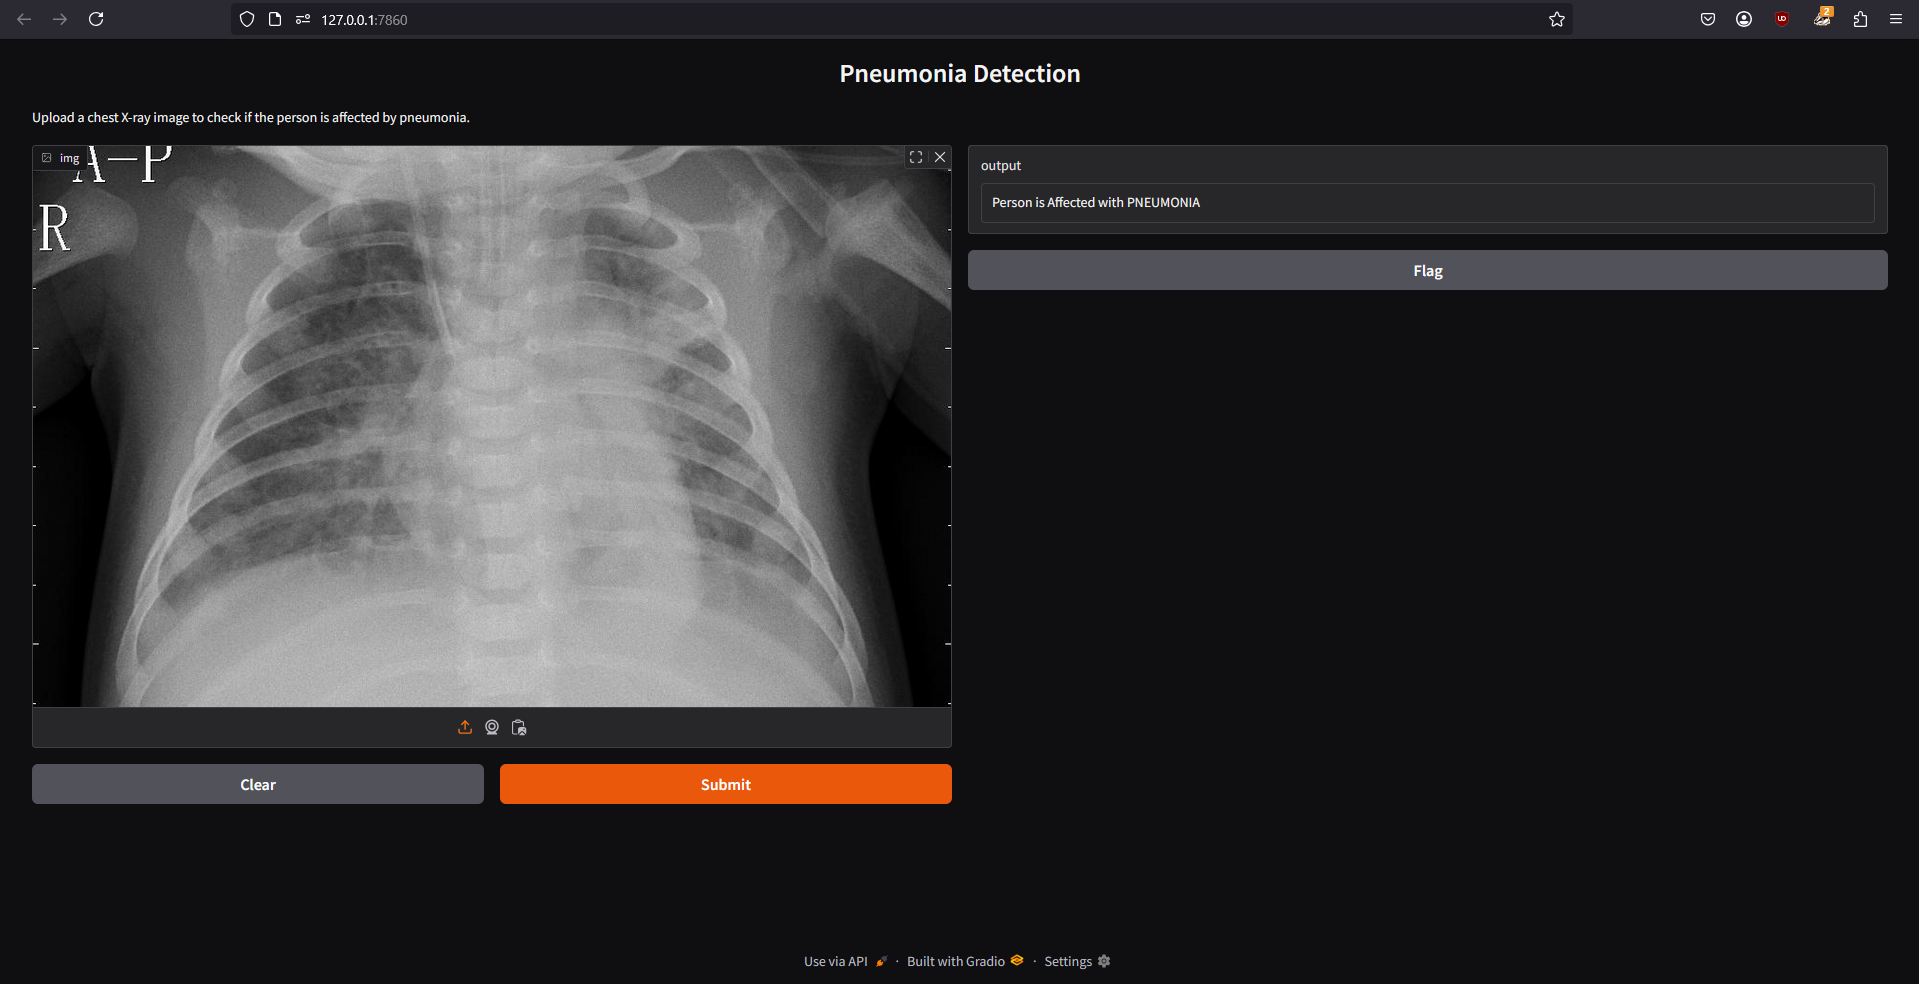 127.0.0.1:7860
2
Pneumonia Detection
Upload a chest X-ray image to check if the person is affected by pneumonia.
img
A-P
R
output
Person is Affected with PNEUMONIA
Flag
Clear
Submit
Use via API · Built with Gradio · Settings